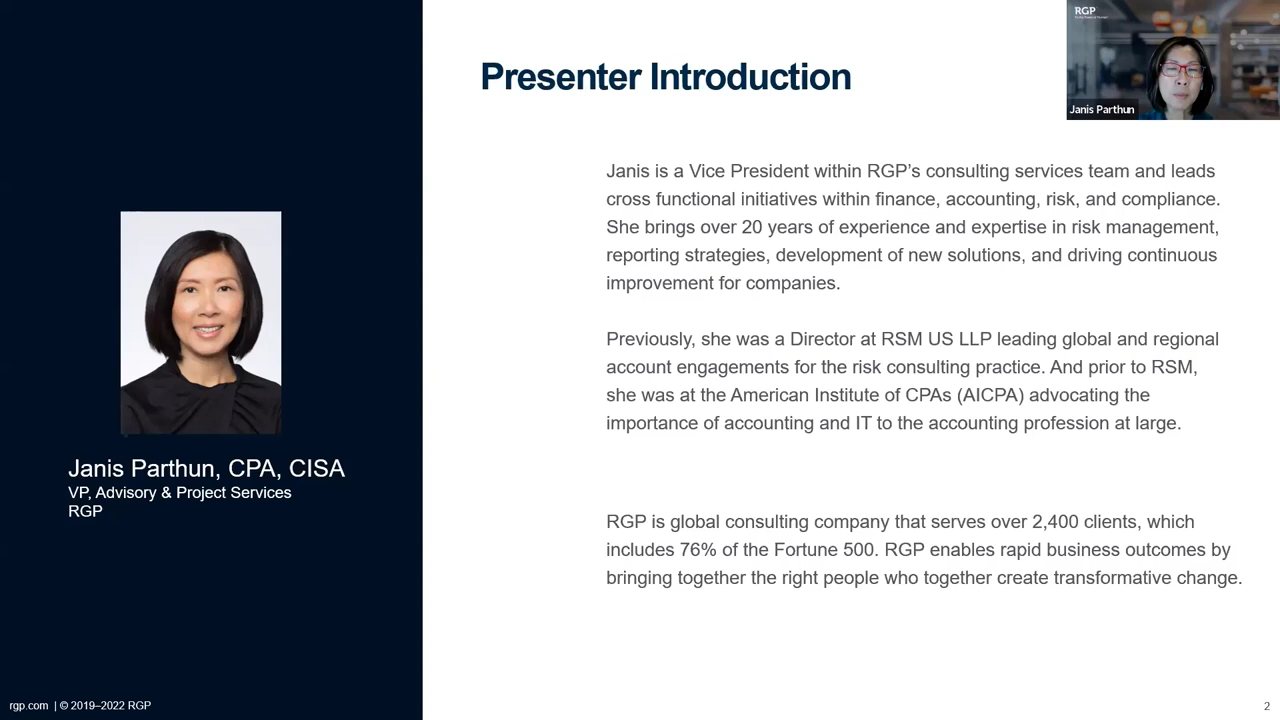 Presenter Introduction
RGP
Janis Parthun
Janis is a Vice President within RGP’s consulting services team and leads
cross functional initiatives within finance, accounting, risk, and compliance.
She brings over 20 years of experience and expertise in risk management,
reporting strategies, development of new solutions, and driving continuous
improvement for companies.
Previously, she was a Director at RSM US LLP leading global and regional
account engagements for the risk consulting practice. And prior to RSM,
she was at the American Institute of CPAs (AICPA) advocating the
importance of accounting and IT to the accounting profession at large.
RGP is global consulting company that serves over 2,400 clients, which
includes 76% of the Fortune 500. RGP enables rapid business outcomes by
bringing together the right people who together create transformative change.
Janis Parthun, CPA, CISA
VP, Advisory & Project Services
RGP
rgp.com | © 2019–2022 RGP
2